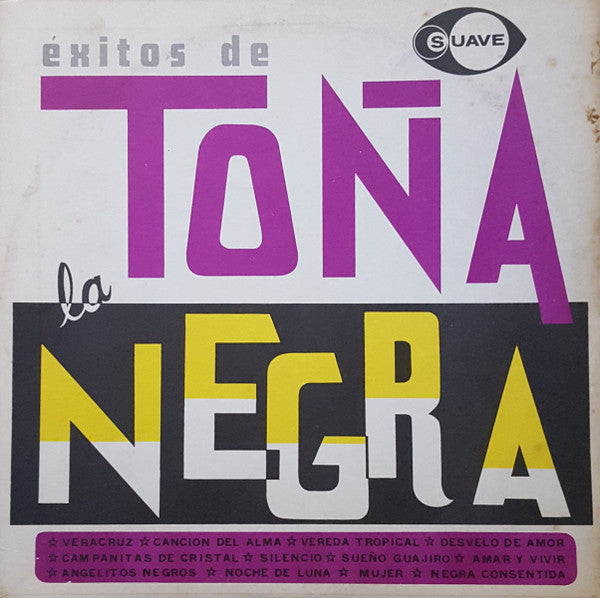 éxitos de
SUAVE
TOÑA
la
NEGRA
☆ VERACRUZ ☆ CANCION DEL ALMA ☆ VEREDA TROPICAL ☆ DESVELO DE AMOR
☆ CAMPANITAS DE CRISTAL ☆ SILENCIO ☆ SUEÑO GUAJIRO ☆ AMAR Y VIVIR
☆ ANGELITOS NEGROS ☆ NOCHE DE LUNA ☆ MUJER ☆ NEGRA CONSENTIDA